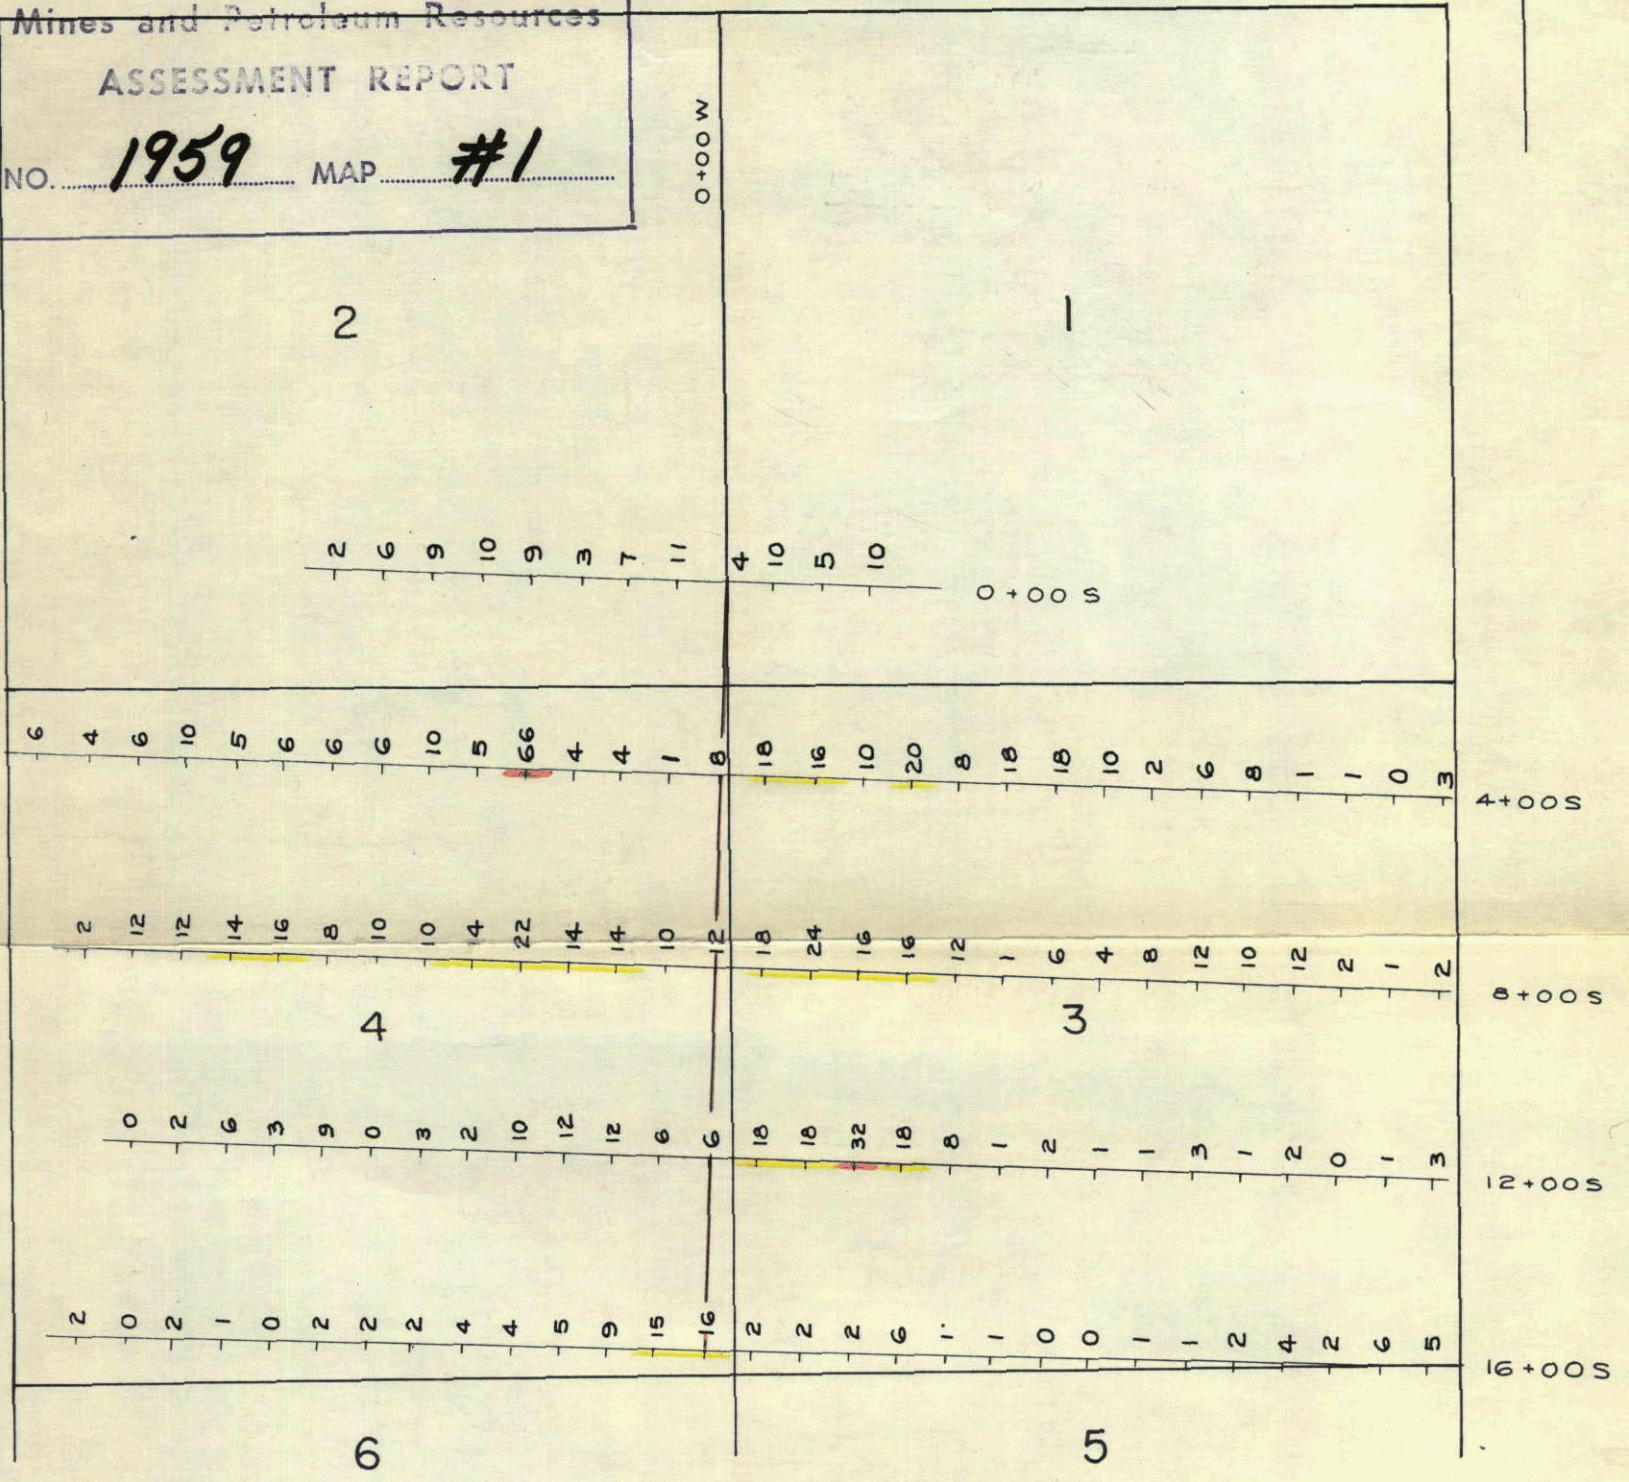 Mines and Petroleum Resources
ASSESSMENT REPORT
NO. 1959 MAP #1
0+00 W
2
1
2 6 9 10 9 3 7 11 4 10 5 10
0+00 S
6 4 6 10 5 6 6 6 10 5 66 4 4 1 8 18 16 10 20 8 18 18 10 2 6 8 1 1 0 3
4+00S
2 12 12 14 16 8 10 10 14 22 14 14 10 12 18 24 16 16 12 1 6 4 8 12 10 12 2 1 2
8+00S
4
3
0 2 6 3 9 0 3 2 10 12 12 6 6 18 18 32 18 8 1 2 1 1 3 1 2 0 1 3
12+00S
2 0 2 1 0 2 2 2 4 4 5 9 15 16 2 2 2 6 1 1 0 0 1 1 2 4 2 6 5
16+00S
6
5